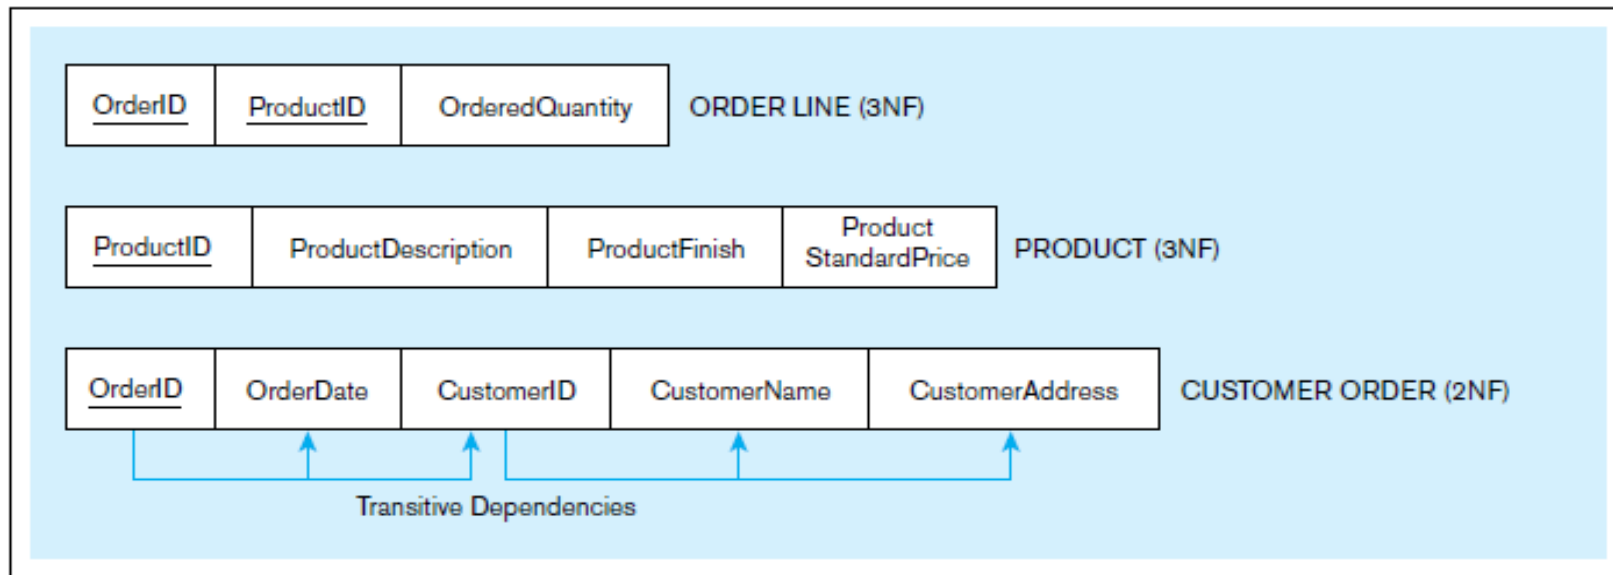 OrderID ProductID OrderedQuantity ORDER LINE (3NF)
ProductID ProductDescription ProductFinish Product StandardPrice PRODUCT (3NF)
OrderID OrderDate CustomerID CustomerName CustomerAddress CUSTOMER ORDER (2NF)
Transitive Dependencies